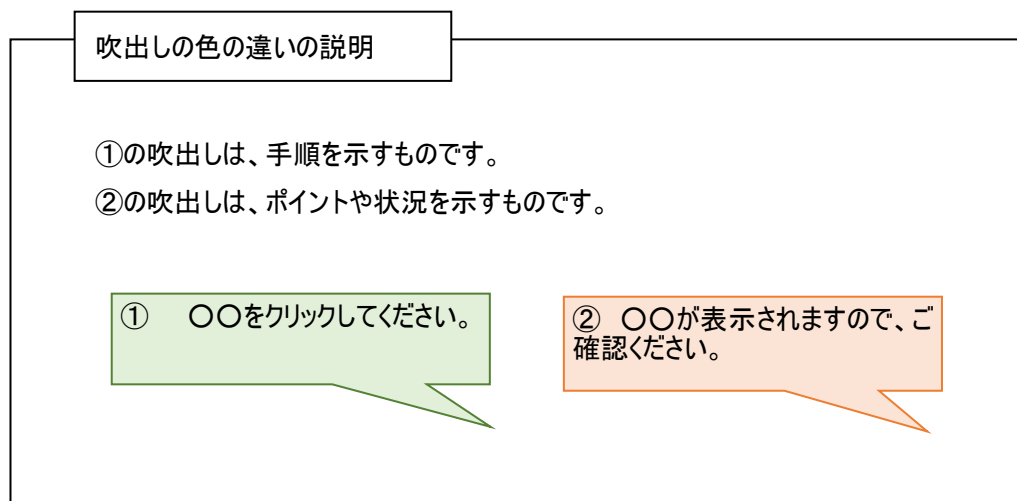 吹出しの色の違いの説明
①の吹出しは、手順を示すものです。
②の吹出しは、ポイントや状況を示すものです。
①　〇〇をクリックしてください。
②　〇〇が表示されますので、ご
確認ください。